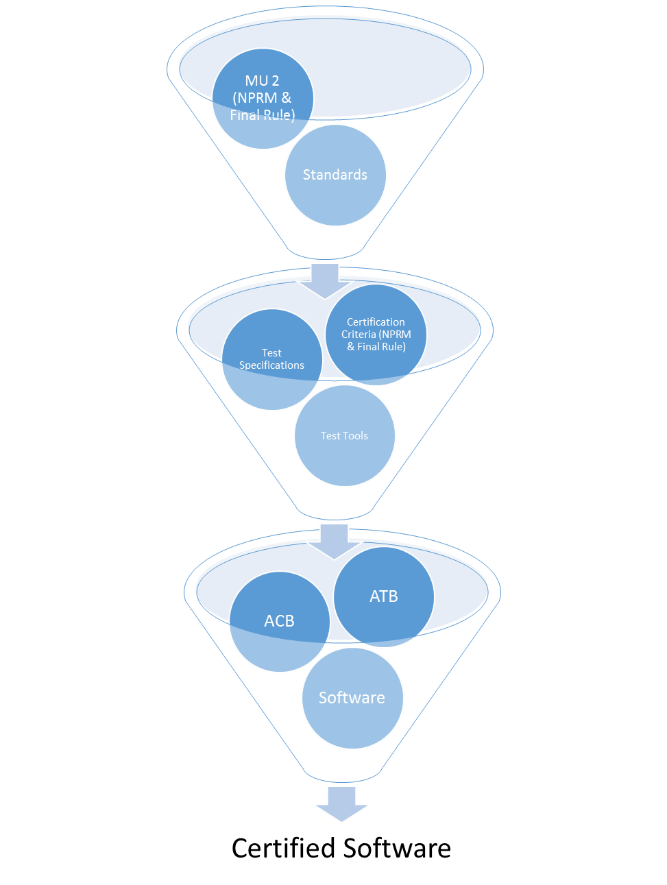 MU 2
(NPRM &
Final Rule)
Standards
Certification
Criteria (NPRM
& Final Rule)
Test
Specifications
Test Tools
ATB
ACB
Software
Certified Software